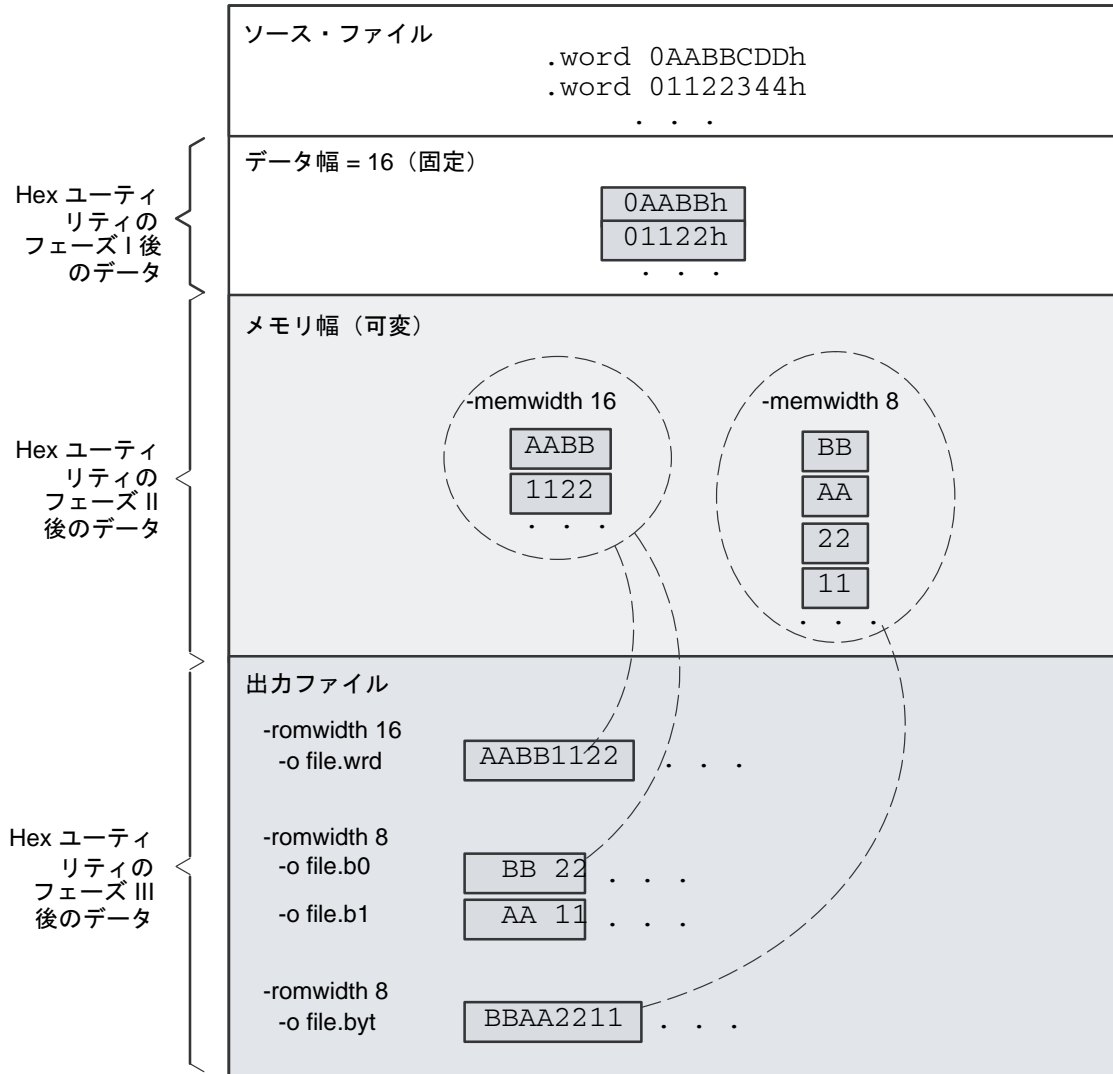 ソース・ファイル
.word 0AABBCDDh
.word 01122344h
. . .
Hex ユーティ
リティの
フェーズ I 後
のデータ
データ幅 = 16（固定）
0AABBh
01122h
. . .
Hex ユーティ
リティの
フェーズ II
後のデータ
メモリ幅（可変）
-memwidth 16
AABB
1122
. . .
-memwidth 8
BB
AA
22
11
. . .
Hex ユーティ
リティの
フェーズ III
後のデータ
出力ファイル
-romwidth 16
-o file.wrd AABB1122 . . .
-romwidth 8
-o file.b0 BB 22 . . .
-o file.b1 AA 11 . . .
-romwidth 8
-o file.byt BBAA2211 . . .